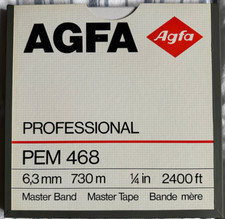 AGFA
Agfa
PROFESSIONAL
PEM 468
6,3 mm 730 m ¼ in 2400 ft
Master Band Master Tape Bande mère